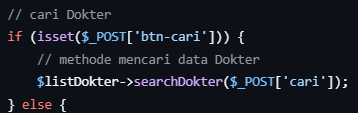 // cari Dokter
if (isset($_POST['btn-cari'])) {
    // methode mencari data Dokter
    $listDokter->searchDokter($_POST['cari']);
} else {